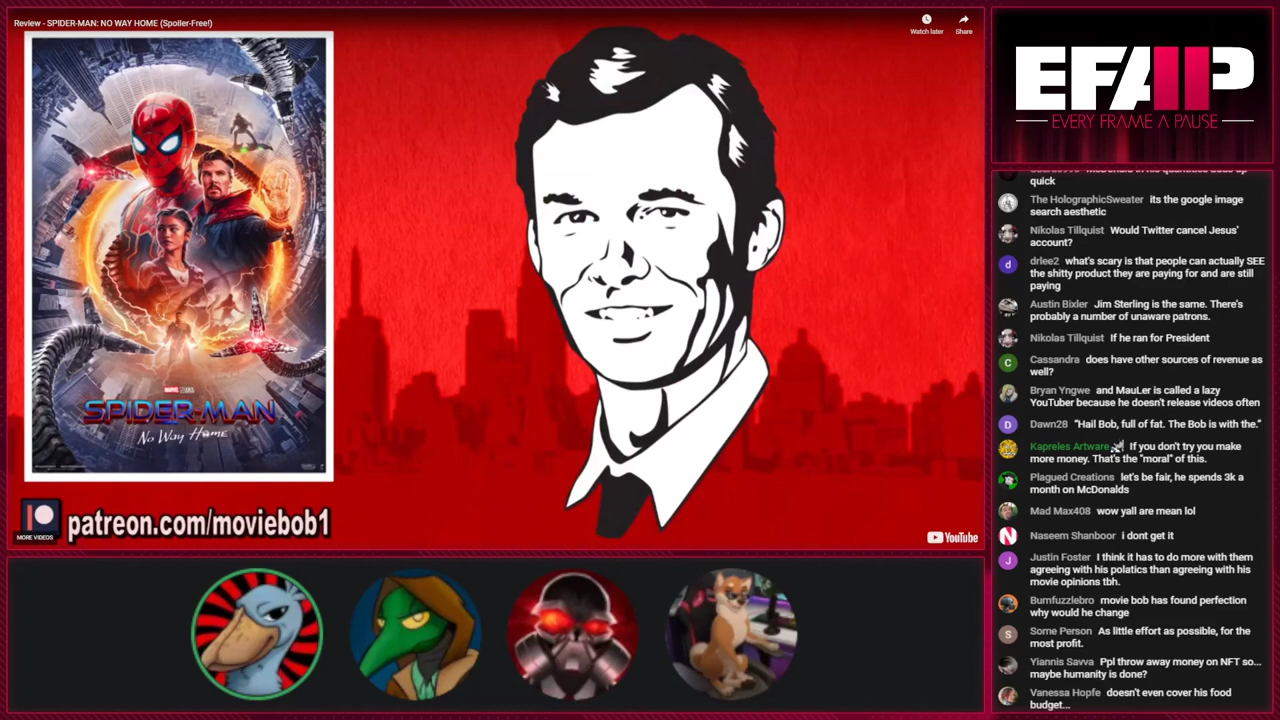 Review - SPIDER-MAN: NO WAY HOME (Spoiler-Free!)
Watch later
Share
MARVEL STUDIOS
SPIDER-MAN
No Way Home
MORE VIDEOS
patreon.com/moviebob1
YouTube
EFAP
EVERY FRAME A PAUSE
quick
The HolographicSweater its the google image
search aesthetic
Nikolas Tillquist Would Twitter cancel Jesus'
account?
d
drlee2 what's scary is that people can actually SEE
the shitty product they are paying for and are still
paying
Austin Bixler Jim Sterling is the same. There's
probably a number of unaware patrons.
Nikolas Tillquist If he ran for President
C
Cassandra does have other sources of revenue as
well?
Bryan Yngwe and MauLer is called a lazy
YouTuber because he doesn't release videos often
D
Dawn28 “Hail Bob, full of fat. The Bob is with the.”
Kapreles Artware If you don't try you make
more money. That's the "moral" of this.
Plagued Creations let's be fair, he spends 3k a
month on McDonalds
Mad Max408 wow yall are mean lol
N
Naseem Shanboor i dont get it
J
Justin Foster I think it has to do more with them
agreeing with his polatics than agreeing with his
movie opinions tbh.
Bumfuzzlebro movie bob has found perfection
why would he change
S
Some Person As little effort as possible, for the
most profit.
Yiannis Savva Ppl throw away money on NFT so...
maybe humanity is done?
Vanessa Hopfe doesn't even cover his food
budget...